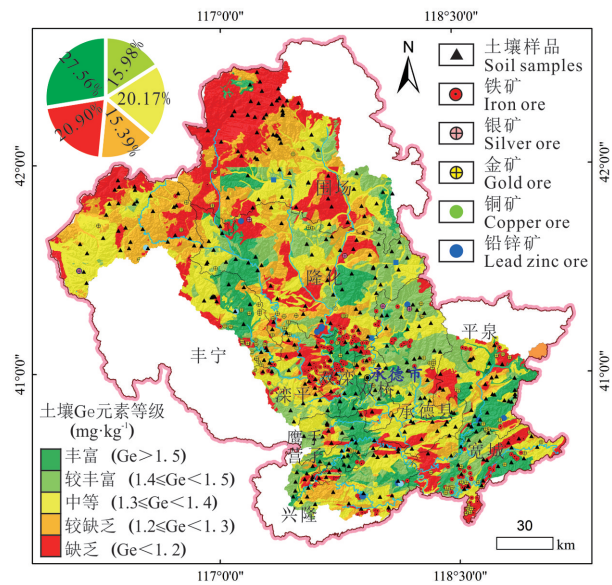 117°0'0"
118°30'0"
27.56%
15.98%
20.17%
15.39%
20.90%
N
土壤样品
Soil samples
铁矿
Iron ore
银矿
Silver ore
金矿
Gold ore
铜矿
Copper ore
铅锌矿
Lead zinc ore
42°0'0"
42°0'0"
围场
隆化
平泉
丰宁
41°0'0"
41°0'0"
承德市
双滦
双桥
滦平
承德县
宽城
鹰手
营子
兴隆
土壤Ge元素等级
(mg·kg⁻¹)
丰富 (Ge>1.5)
较丰富 (1.4≤Ge<1.5)
中等 (1.3≤Ge<1.4)
较缺乏 (1.2≤Ge<1.3)
缺乏 (Ge<1.2)
30
km
117°0'0"
118°30'0"